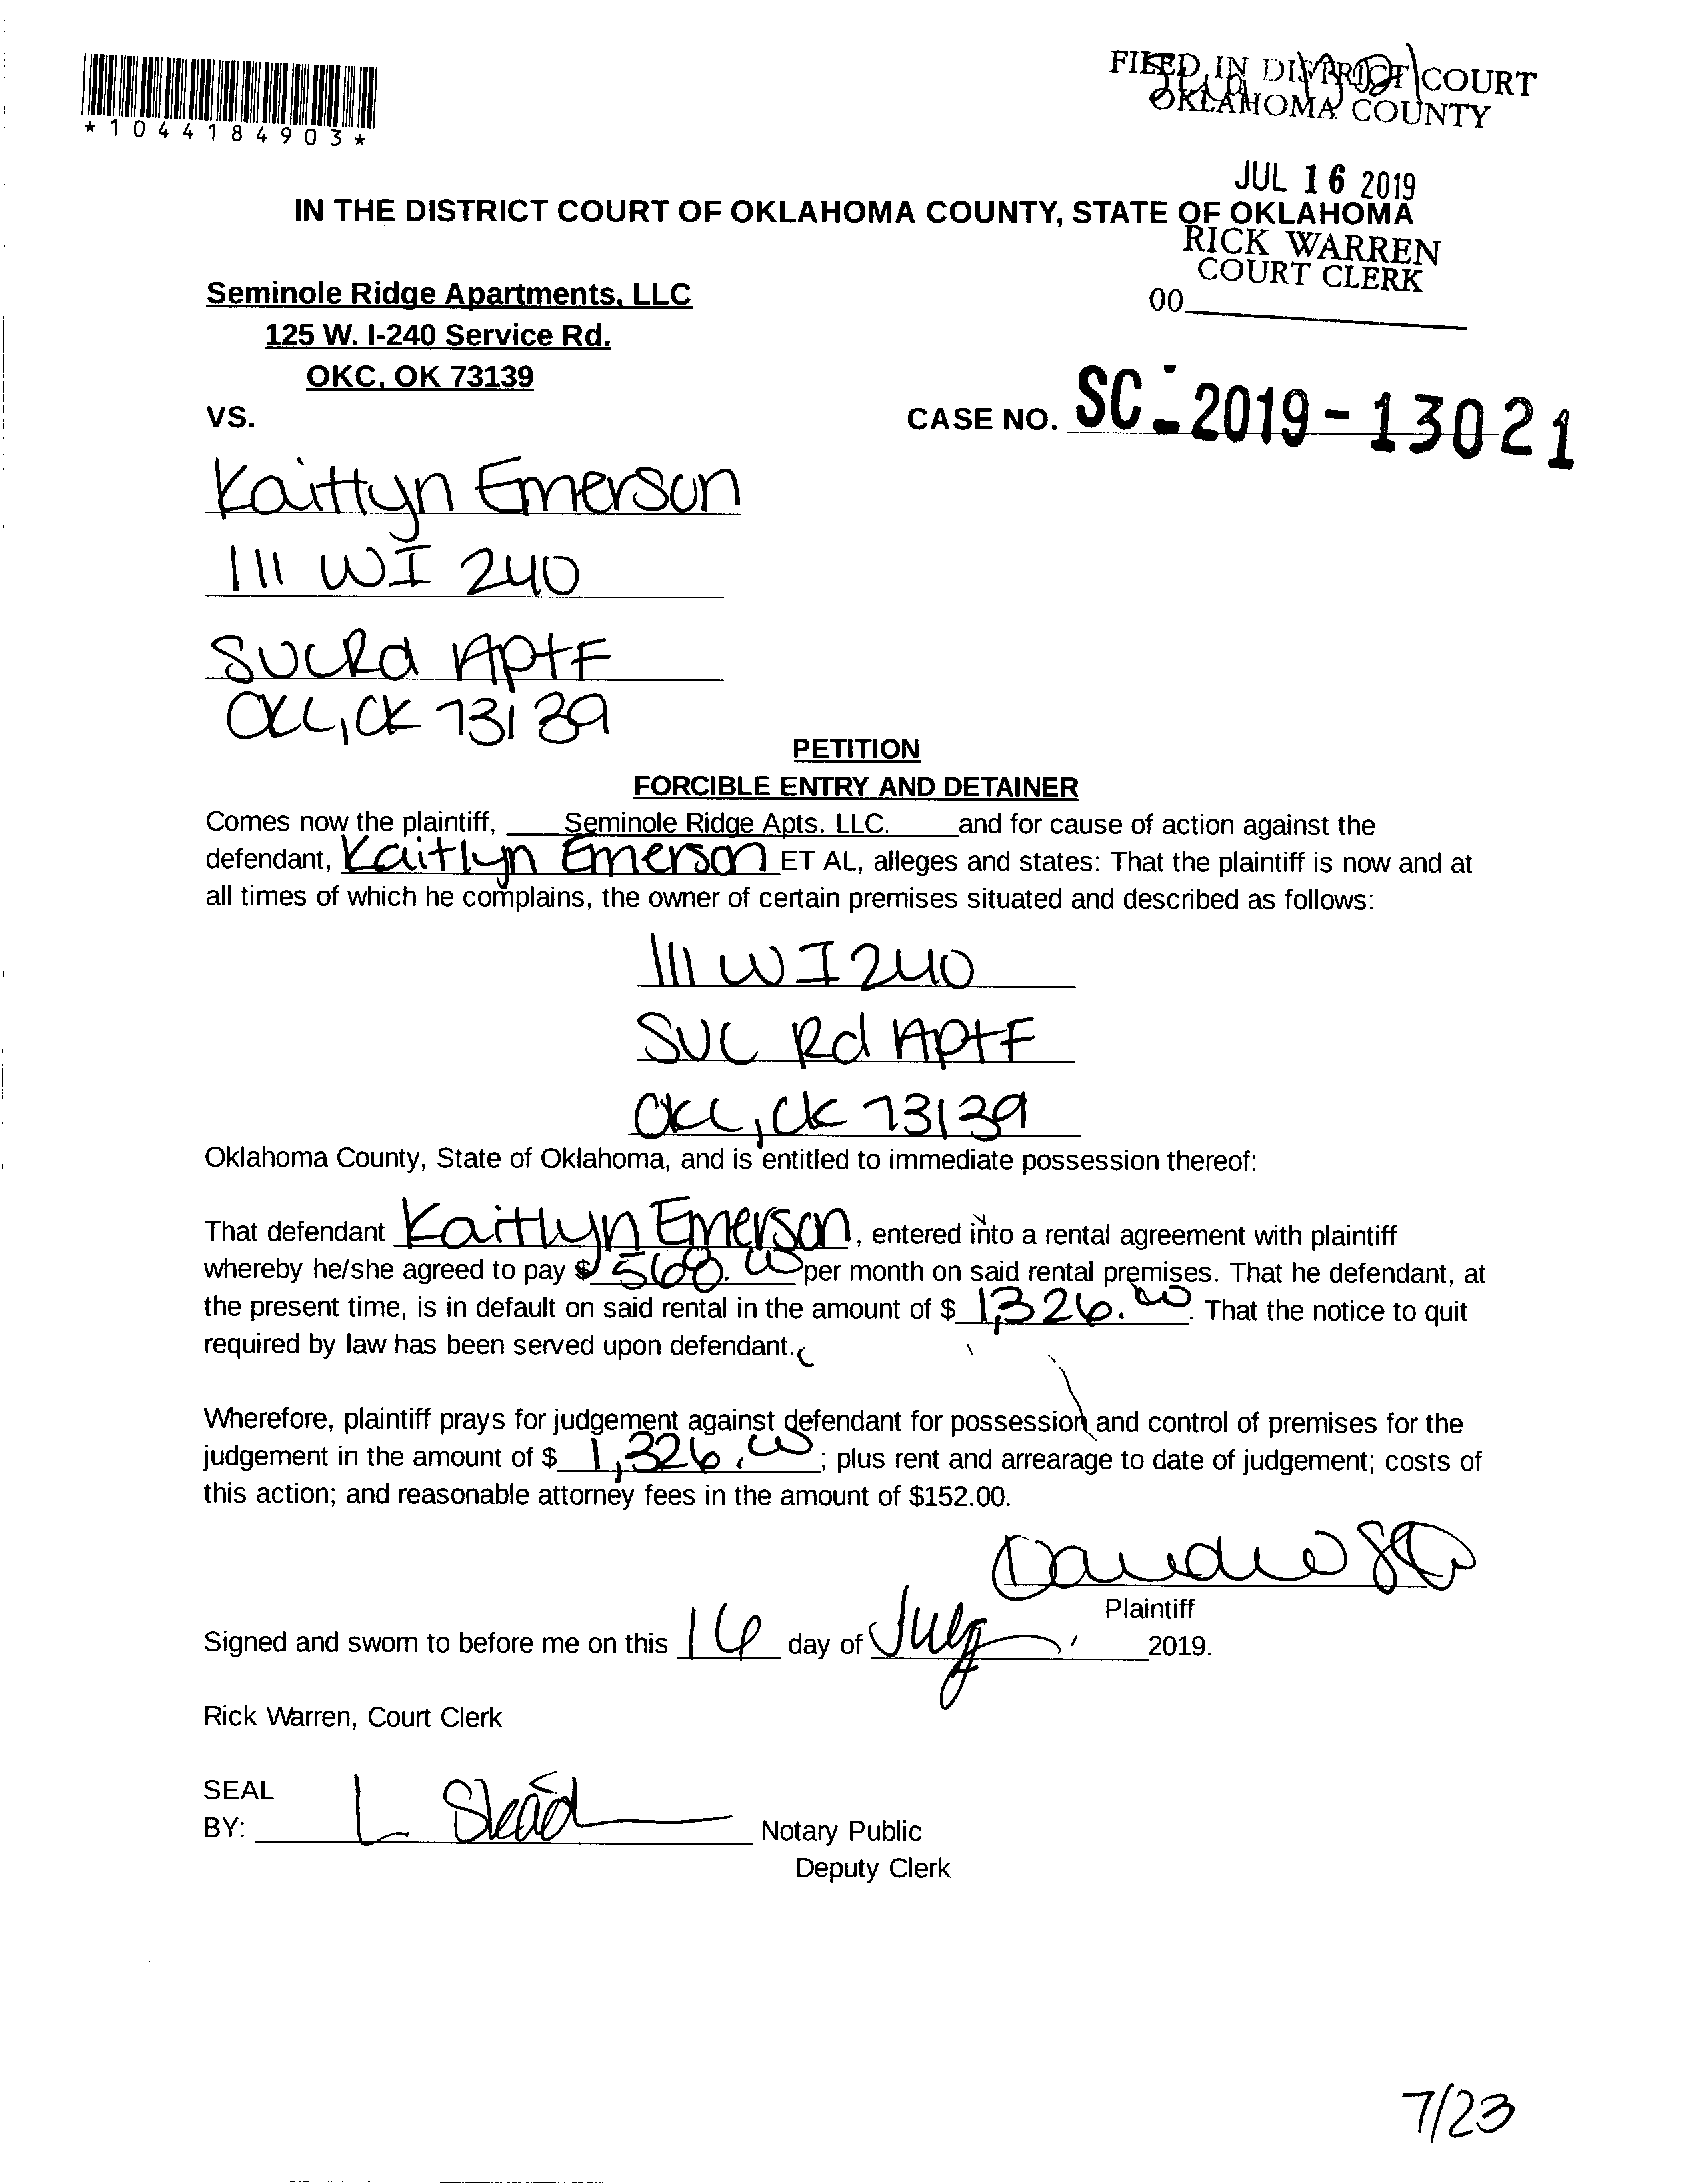 *1044184903*
FILED IN DISTRICT COURT
OKLAHOMA COUNTY
JUL 16 2019
IN THE DISTRICT COURT OF OKLAHOMA COUNTY, STATE OF OKLAHOMA
RICK WARREN
COURT CLERK
00
Seminole Ridge Apartments, LLC
125 W. I-240 Service Rd.
OKC, OK 73139
VS.
CASE NO. SC-2019-13021
Kaitlyn Emerson
111 W I 240
SVC Rd Apt F
OKC, OK 73139
PETITION
FORCIBLE ENTRY AND DETAINER
Comes now the plaintiff, Seminole Ridge Apts. LLC. and for cause of action against the
defendant, Kaitlyn Emerson ET AL, alleges and states: That the plaintiff is now and at
all times of which he complains, the owner of certain premises situated and described as follows:
111 W I 240
SVC Rd Apt F
OKC, OK 73139
Oklahoma County, State of Oklahoma, and is entitled to immediate possession thereof:
That defendant Kaitlyn Emerson, entered into a rental agreement with plaintiff
whereby he/she agreed to pay $ per month on said rental premises. That he defendant, at
the present time, is in default on said rental in the amount of $ 1,326.00. That the notice to quit
required by law has been served upon defendant.
Wherefore, plaintiff prays for judgement against defendant for possession and control of premises for the
judgement in the amount of $ 1,326.00; plus rent and arrearage to date of judgement; costs of
this action; and reasonable attorney fees in the amount of $152.00.
Plaintiff
Signed and sworn to before me on this 16 day of July 2019.
Rick Warren, Court Clerk
SEAL
BY: Notary Public
Deputy Clerk
7/23